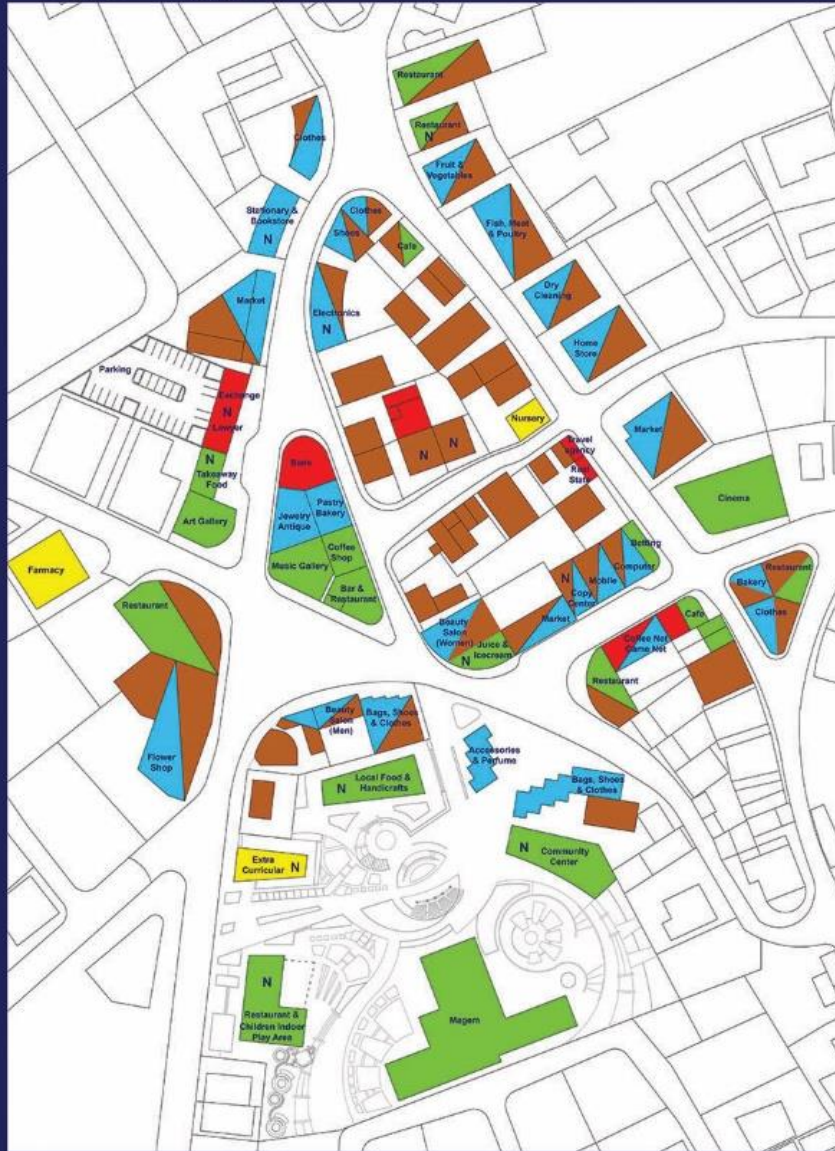 Restaurant
Restaurant
N
Clothes
Fruit &
Vegetables
Stationary &
Bookstore
N
Clothes
Shoes
Cafe
Fish, Meat
& Poultry
Market
Electronics
N
Dry
Cleaning
Home
Store
Parking
Exchange
N
Lawyer
Nursery
Market
N
Takeaway
Food
N
N
Travel
agency
Real
State
Art Gallery
Jewelry
Antique
Pastry
Bakery
Cinema
Music Gallery
Coffee
Shop
Bar &
Restaurant
Betting
Computer
Mobile
N
Copy
Center
Market
Farmacy
Restaurant
Beauty
Salon
(Women)
Juice &
Icecream
N
Bakery
Restaurant
Clothes
Cafe
Coffee Net
Game Net
Restaurant
Flower
Shop
Beauty
Salon
(Men)
Bags, Shoes
& Clothes
Accessories
& Perfume
Local Food &
Handicrafts
N
Bags, Shoes
& Clothes
Extra
Curricular
N
N
Community
Center
N
Restaurant &
Children Indoor
Play Area
Magem